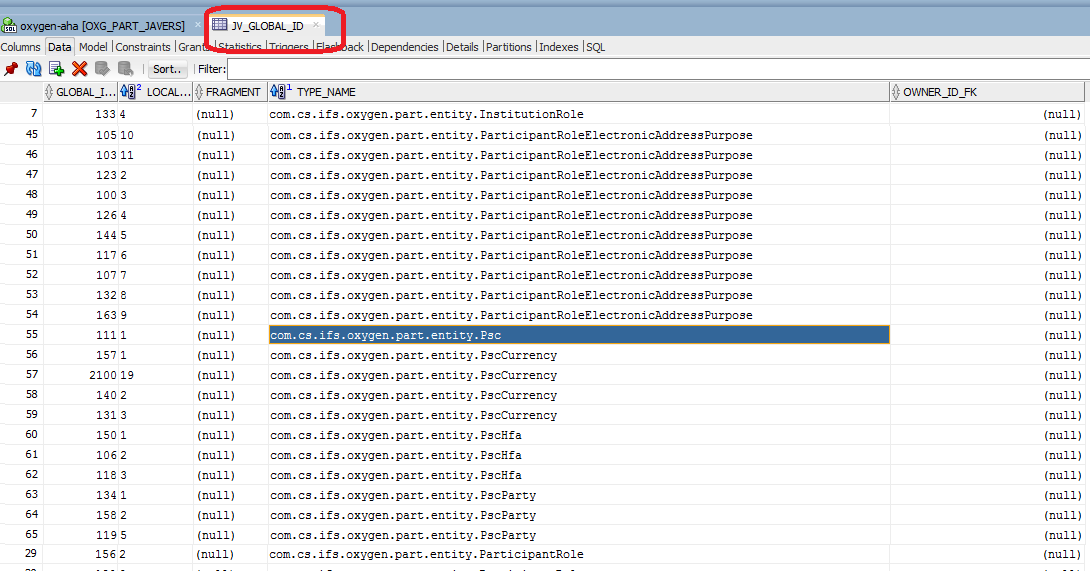 oxygen-aha [OXG_PART_JAVERS] JV_GLOBAL_ID
Columns Data Model Constraints Grants Statistics Triggers Flashback Dependencies Details Partitions Indexes SQL
Sort.. Filter:
GLOBAL_I... LOCAL... FRAGMENT TYPE_NAME OWNER_ID_FK
7 133 4 (null) com.cs.ifs.oxygen.part.entity.InstitutionRole (null)
45 105 10 (null) com.cs.ifs.oxygen.part.entity.ParticipantRoleElectronicAddressPurpose (null)
46 103 11 (null) com.cs.ifs.oxygen.part.entity.ParticipantRoleElectronicAddressPurpose (null)
47 123 2 (null) com.cs.ifs.oxygen.part.entity.ParticipantRoleElectronicAddressPurpose (null)
48 100 3 (null) com.cs.ifs.oxygen.part.entity.ParticipantRoleElectronicAddressPurpose (null)
49 126 4 (null) com.cs.ifs.oxygen.part.entity.ParticipantRoleElectronicAddressPurpose (null)
50 144 5 (null) com.cs.ifs.oxygen.part.entity.ParticipantRoleElectronicAddressPurpose (null)
51 117 6 (null) com.cs.ifs.oxygen.part.entity.ParticipantRoleElectronicAddressPurpose (null)
52 107 7 (null) com.cs.ifs.oxygen.part.entity.ParticipantRoleElectronicAddressPurpose (null)
53 132 8 (null) com.cs.ifs.oxygen.part.entity.ParticipantRoleElectronicAddressPurpose (null)
54 163 9 (null) com.cs.ifs.oxygen.part.entity.ParticipantRoleElectronicAddressPurpose (null)
55 111 1 (null) com.cs.ifs.oxygen.part.entity.Psc (null)
56 157 1 (null) com.cs.ifs.oxygen.part.entity.PscCurrency (null)
57 2100 19 (null) com.cs.ifs.oxygen.part.entity.PscCurrency (null)
58 140 2 (null) com.cs.ifs.oxygen.part.entity.PscCurrency (null)
59 131 3 (null) com.cs.ifs.oxygen.part.entity.PscCurrency (null)
60 150 1 (null) com.cs.ifs.oxygen.part.entity.PscHfa (null)
61 106 2 (null) com.cs.ifs.oxygen.part.entity.PscHfa (null)
62 118 3 (null) com.cs.ifs.oxygen.part.entity.PscHfa (null)
63 134 1 (null) com.cs.ifs.oxygen.part.entity.PscParty (null)
64 158 2 (null) com.cs.ifs.oxygen.part.entity.PscParty (null)
65 119 5 (null) com.cs.ifs.oxygen.part.entity.PscParty (null)
29 156 2 (null) com.cs.ifs.oxygen.part.entity.ParticipantRole (null)